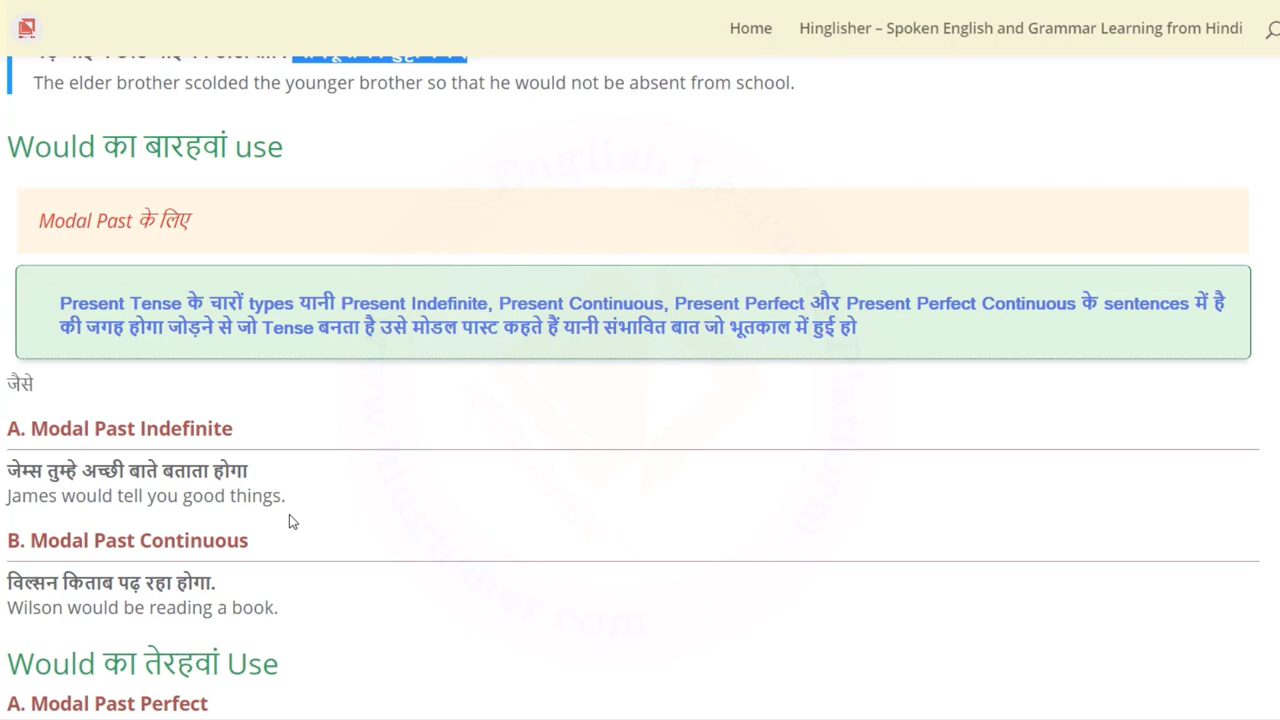 Home Hinglisher – Spoken English and Grammar Learning from Hindi
The elder brother scolded the younger brother so that he would not be absent from school.
Would का बारहवां use
Modal Past के लिए
Present Tense के चारों types यानी Present Indefinite, Present Continuous, Present Perfect और Present Perfect Continuous के sentences में है
की जगह होगा जोड़ने से जो Tense बनता है उसे मोडल पास्ट कहते हैं यानी संभावित बात जो भूतकाल में हुई हो
जैसे
A. Modal Past Indefinite
जेम्स तुम्हे अच्छी बाते बताता होगा
James would tell you good things.
B. Modal Past Continuous
विल्सन किताब पढ़ रहा होगा.
Wilson would be reading a book.
Would का तेरहवां Use
A. Modal Past Perfect